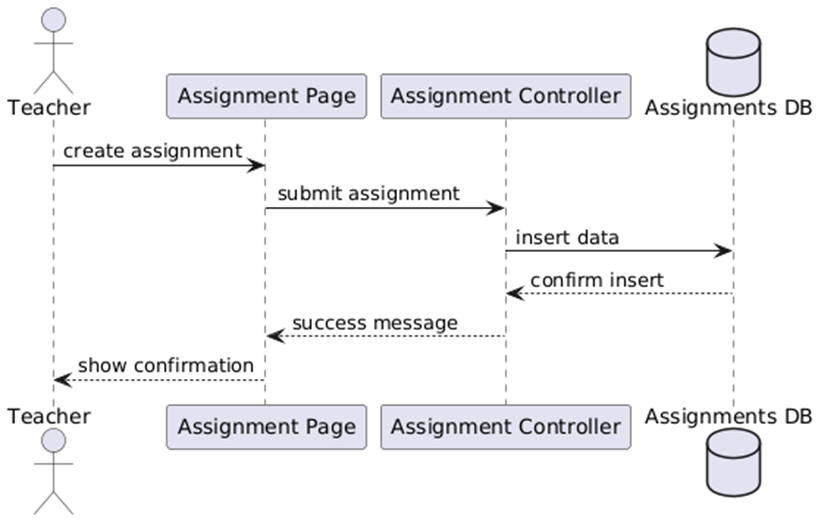 Teacher
Assignment Page
Assignment Controller
Assignments DB
create assignment
submit assignment
insert data
confirm insert
success message
show confirmation
Teacher
Assignment Page
Assignment Controller
Assignments DB